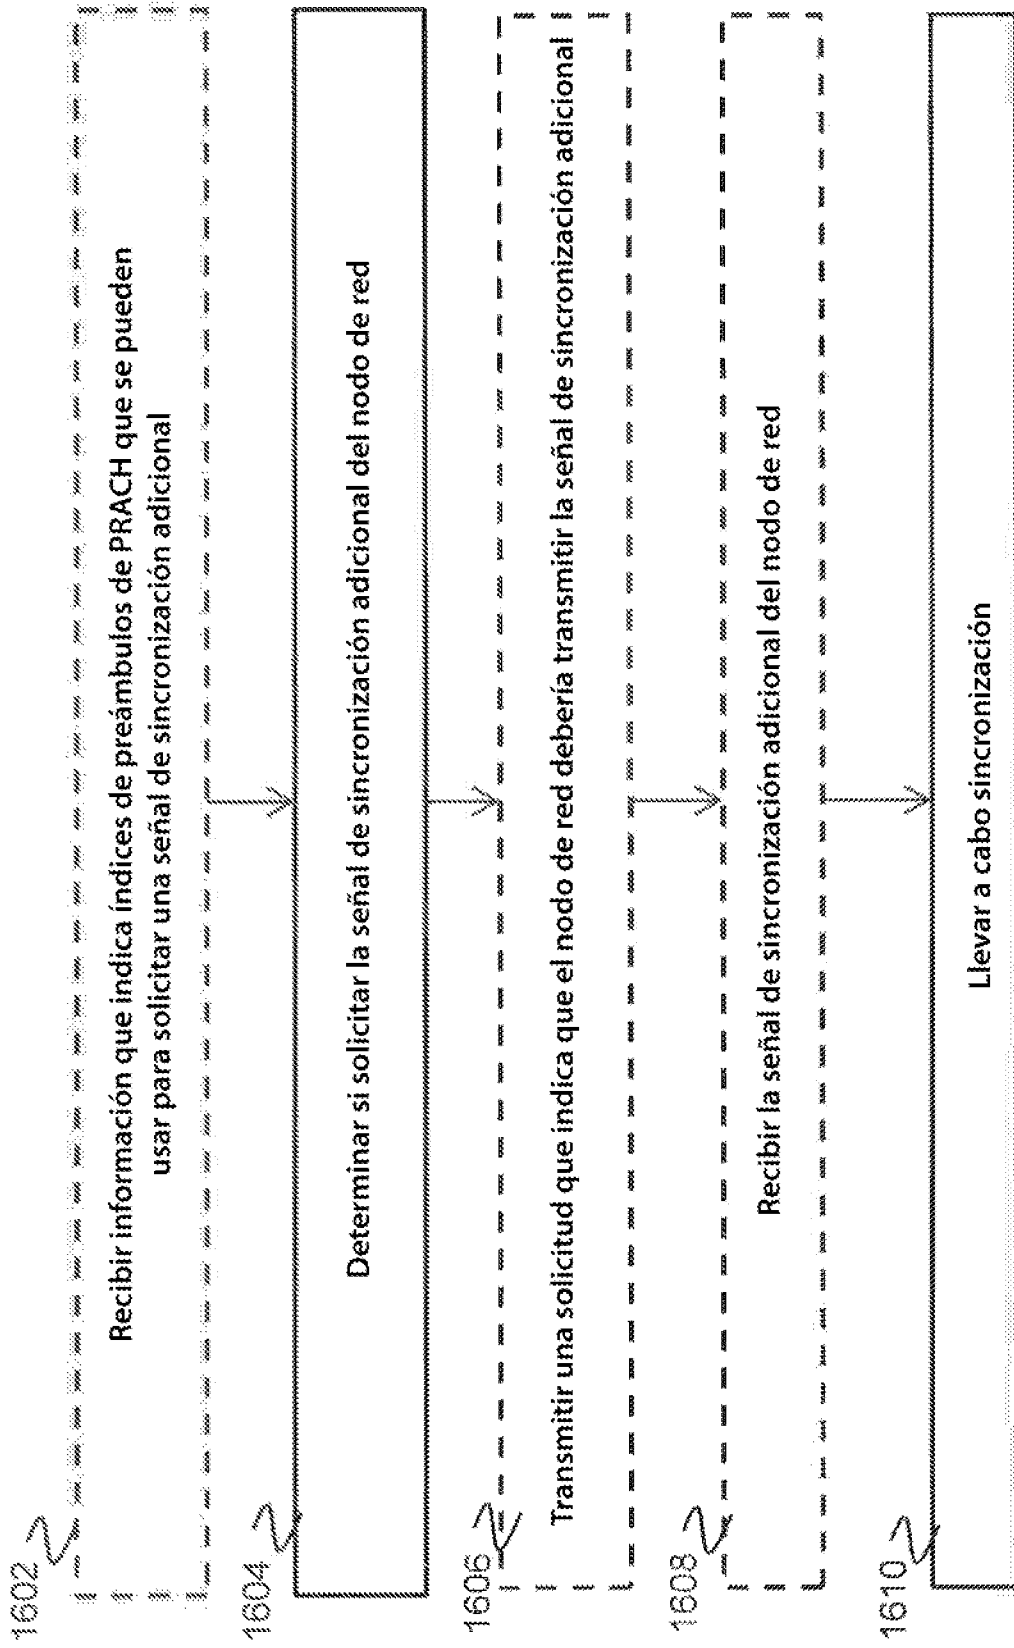 1602
Recibir información que indica índices de preámbulos de PRACH que se pueden
usar para solicitar una señal de sincronización adicional
1604
Determinar si solicitar la señal de sincronización adicional del nodo de red
1606
Transmitir una solicitud que indica que el nodo de red debería transmitir la señal de sincronización adicional
1608
Recibir la señal de sincronización adicional del nodo de red
1610
Llevar a cabo sincronización